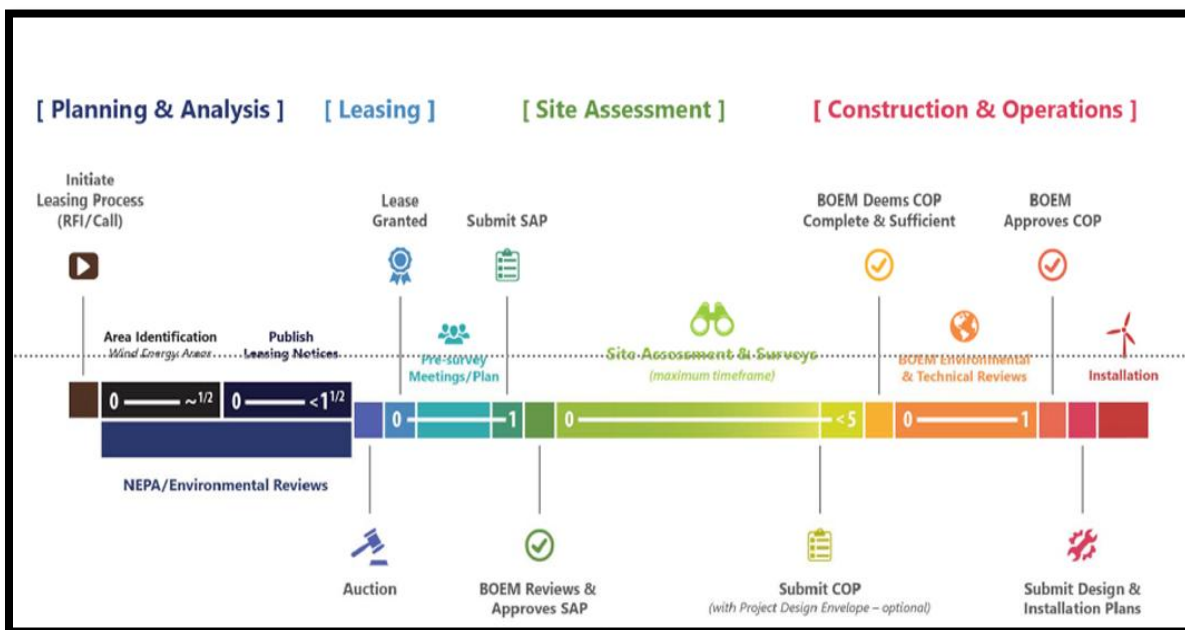 [ Planning & Analysis ]
[ Leasing ]
[ Site Assessment ]
[ Construction & Operations ]
Initiate
Leasing Process
(RFI/Call)
Lease
Granted
Submit SAP
BOEM Deems COP
Complete & Sufficient
BOEM
Approves COP
Area Identification
Wind Energy Areas
Publish
Leasing Notices
Pre-survey
Meetings/Plan
Site Assessment & Surveys
(maximum timeframe)
BOEM Environmental
& Technical Reviews
Installation
0 ~1/2
0 <1 1/2
0 1
0 <5
0 1
NEPA/Environmental Reviews
Auction
BOEM Reviews &
Approves SAP
Submit COP
(with Project Design Envelope – optional)
Submit Design &
Installation Plans